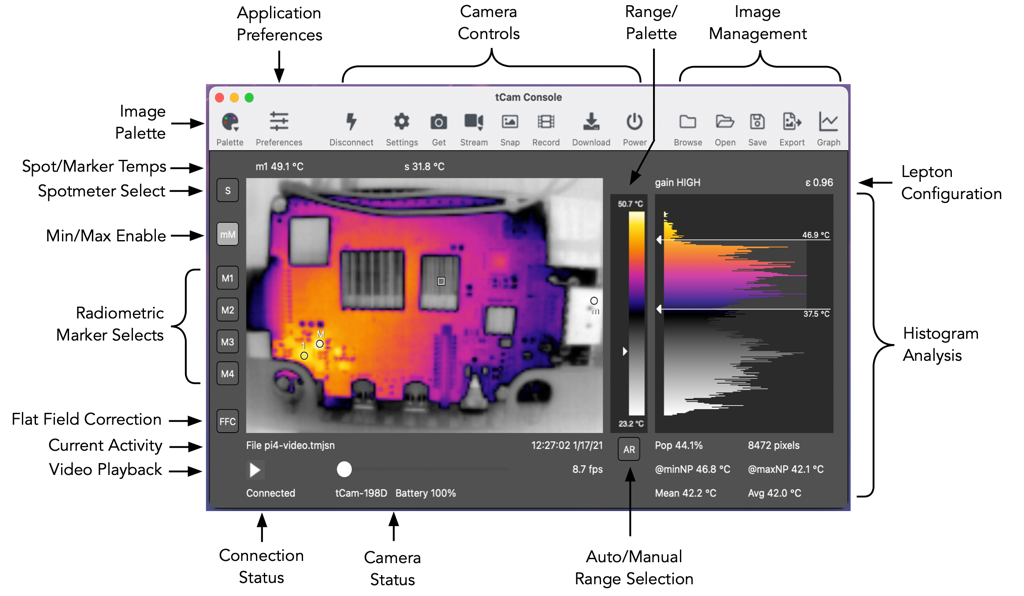 Application
Preferences
Camera
Controls
Range/
Palette
Image
Management
tCam Console
Image
Palette
Palette
Preferences
Disconnect
Settings
Get
Stream
Snap
Record
Download
Power
Browse
Open
Save
Export
Graph
Spot/Marker Temps
m1 49.1 °C
s 31.8 °C
Spotmeter Select
S
gain HIGH
ε 0.96
Lepton
Configuration
50.7 °C
Min/Max Enable
mM
46.9 °C
Radiometric
Marker Selects
M1
M2
M3
M4
m
1
M
37.5 °C
Histogram
Analysis
Flat Field Correction
FFC
23.2 °C
Current Activity
File pi4-video.tmjsn
12:27:02 1/17/21
AR
Pop 44.1%
8472 pixels
Video Playback
8.7 fps
@minNP 46.8 °C
@maxNP 42.1 °C
Connected
tCam-198D
Battery 100%
Mean 42.2 °C
Avg 42.0 °C
Connection
Status
Camera
Status
Auto/Manual
Range Selection